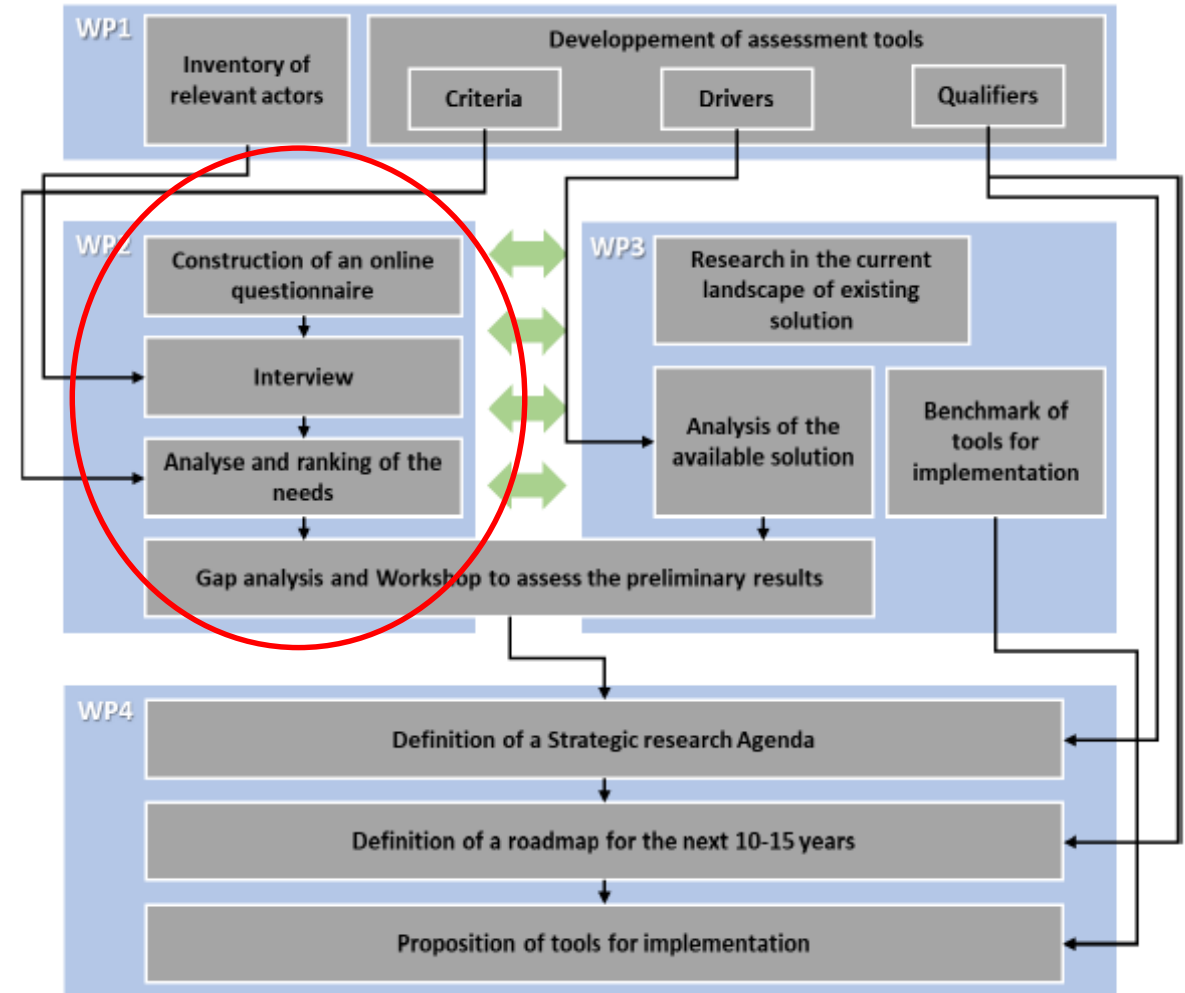 WP1
Inventory of
relevant actors
Developpement of assessment tools
Criteria
Drivers
Qualifiers
WP2
Construction of an online
questionnaire
Interview
Analyse and ranking of the
needs
WP3
Research in the current
landscape of existing
solution
Analysis of the
available solution
Benchmark of
tools for
implementation
Gap analysis and Workshop to assess the preliminary results
WP4
Definition of a Strategic research Agenda
Definition of a roadmap for the next 10-15 years
Proposition of tools for implementation